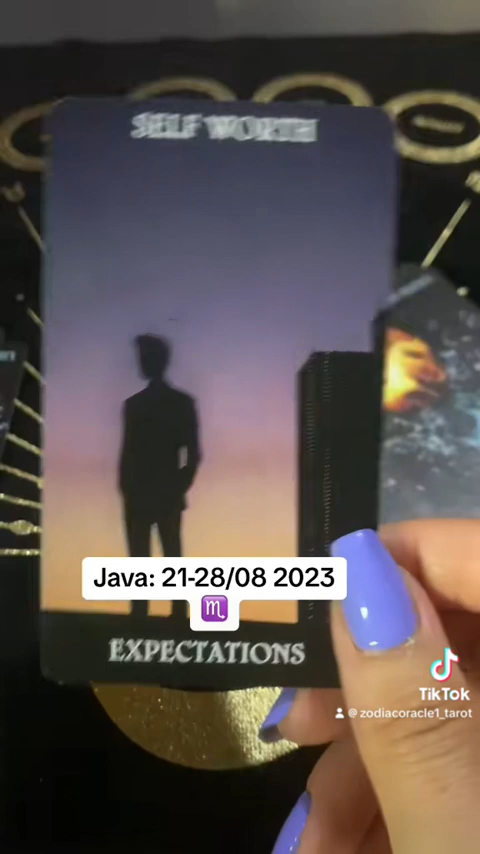 SELF WORTH
Java: 21-28/08 2023
♏
EXPECTATIONS
TikTok
@zodiacoracle1_tarot